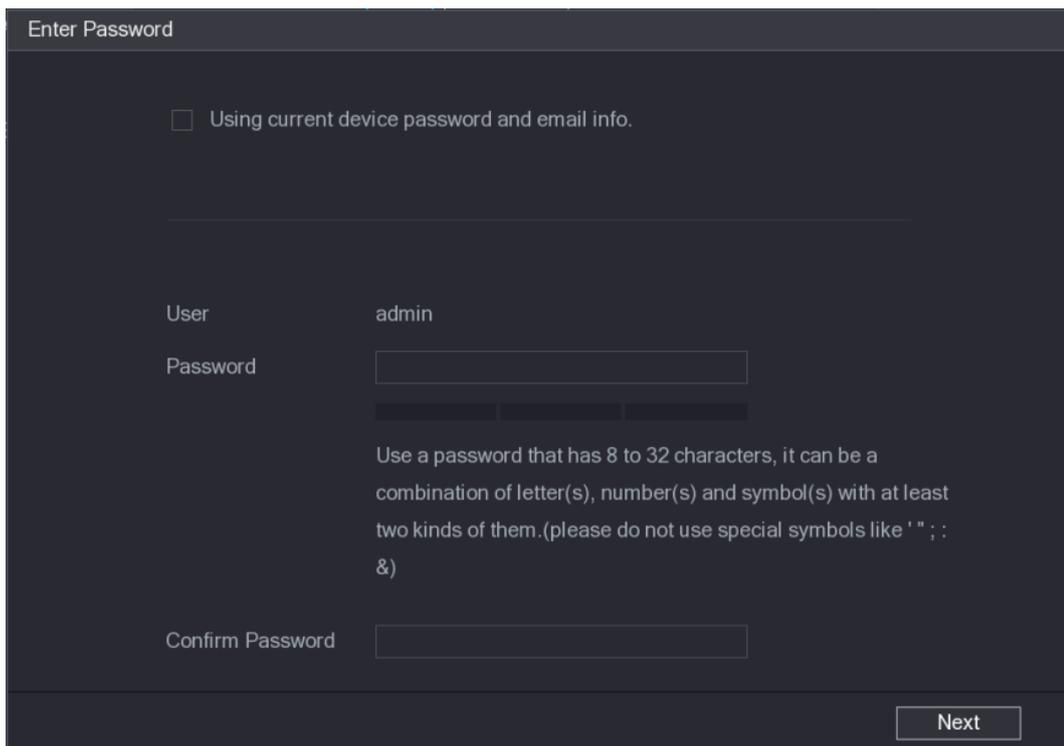 Enter Password
Using current device password and email info.
User admin
Password
Use a password that has 8 to 32 characters, it can be a
combination of letter(s), number(s) and symbol(s) with at least
two kinds of them.(please do not use special symbols like ' " ; :
&)
Confirm Password
Next